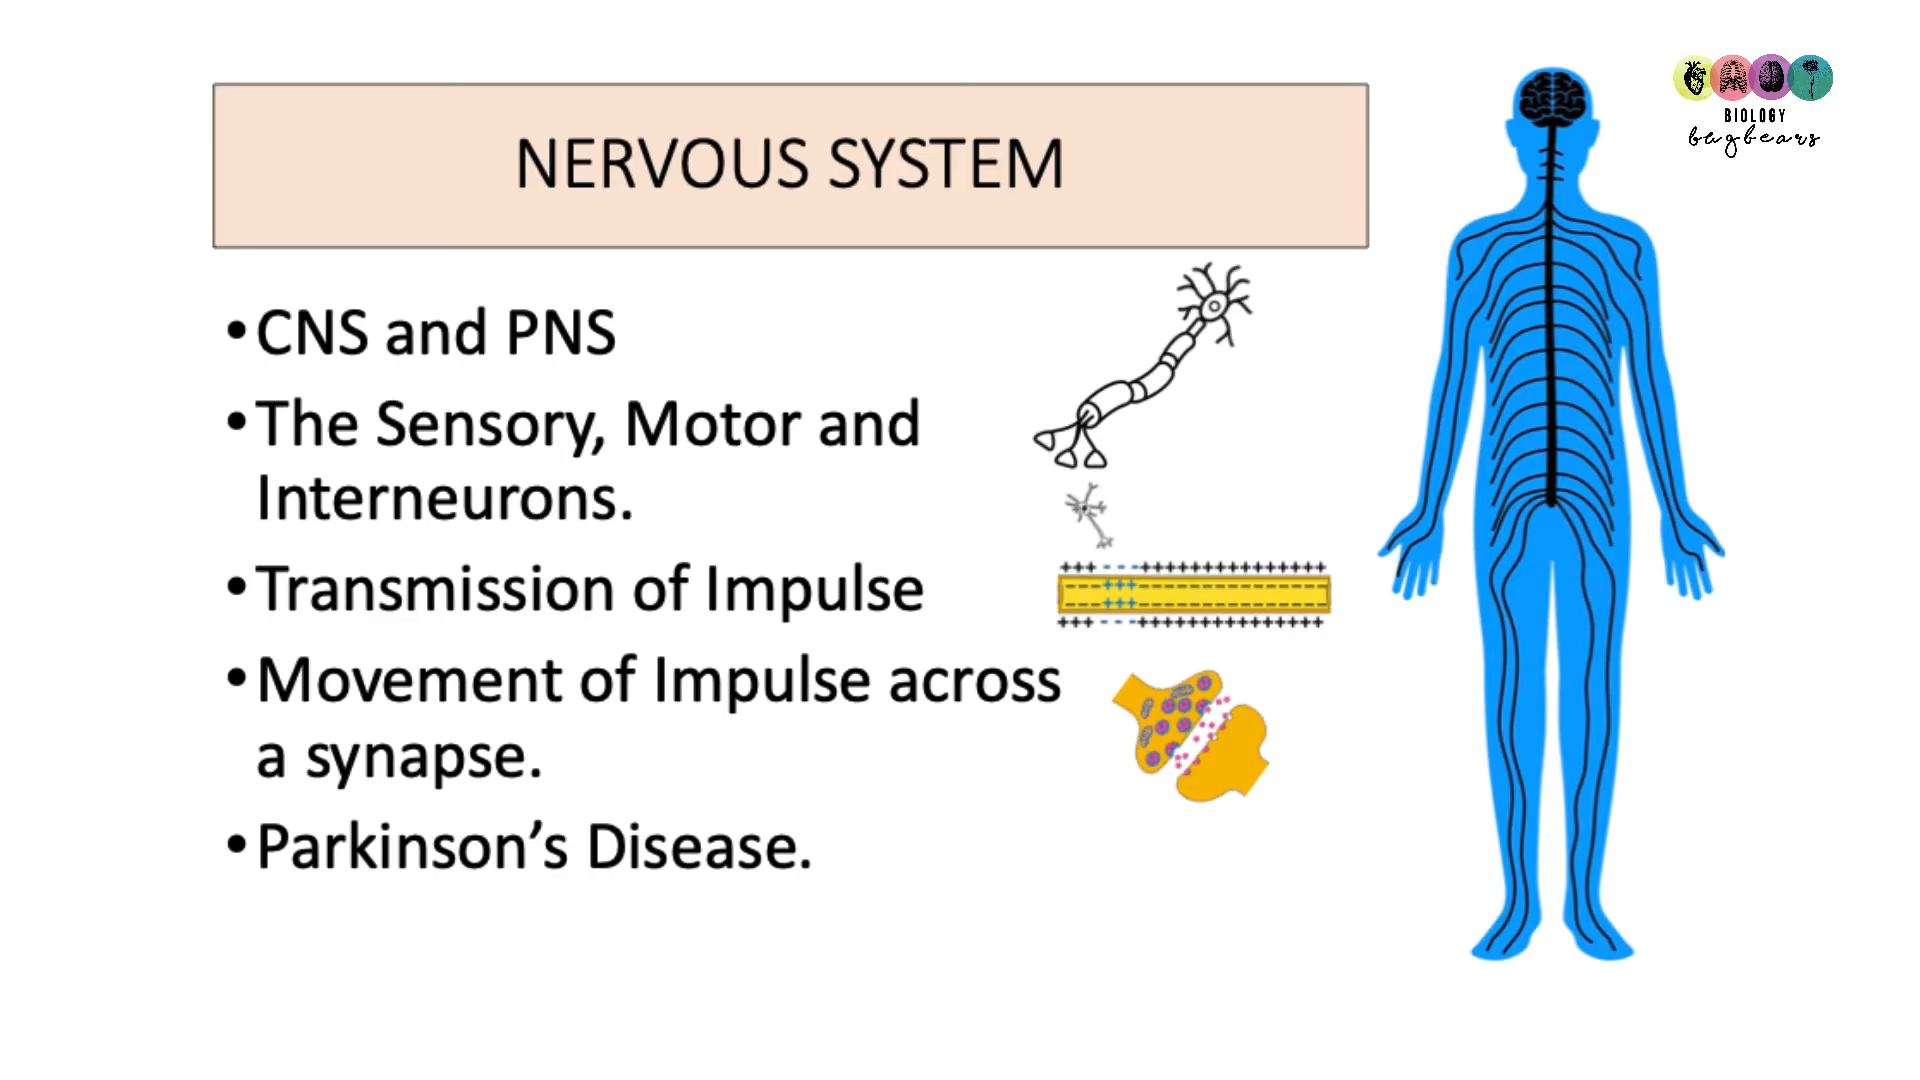 BIOLOGY
bugbears
NERVOUS SYSTEM
•CNS and PNS
•The Sensory, Motor and
Interneurons.
•Transmission of Impulse
•Movement of Impulse across
a synapse.
•Parkinson’s Disease.